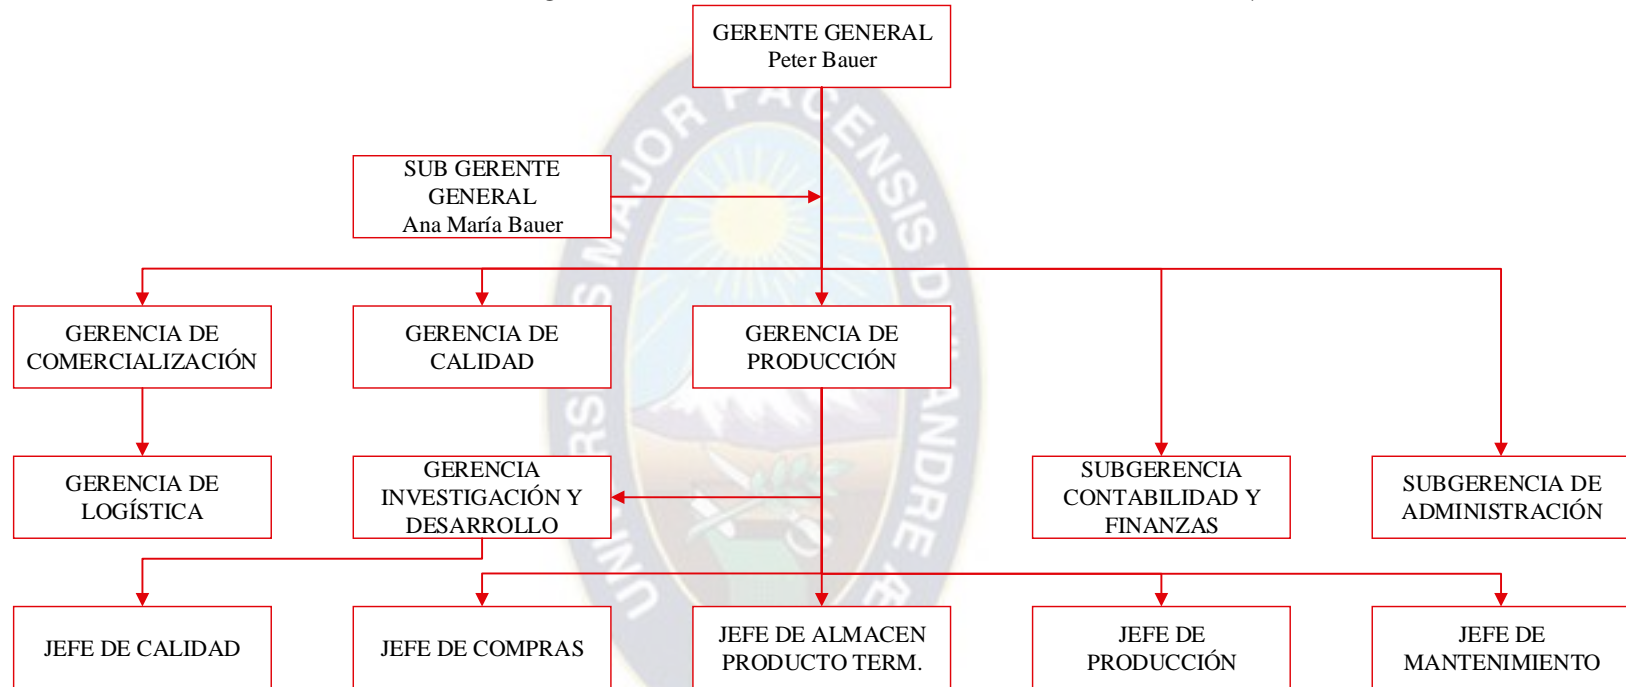 GERENTE GENERAL
Peter Bauer
SUB GERENTE
GENERAL
Ana María Bauer
GERENCIA DE
COMERCIALIZACIÓN
GERENCIA DE
CALIDAD
GERENCIA DE
PRODUCCIÓN
GERENCIA DE
LOGÍSTICA
GERENCIA
INVESTIGACIÓN Y
DESARROLLO
SUBGERENCIA
CONTABILIDAD Y
FINANZAS
SUBGERENCIA DE
ADMINISTRACIÓN
JEFE DE CALIDAD
JEFE DE COMPRAS
JEFE DE ALMACEN
PRODUCTO TERM.
JEFE DE
PRODUCCIÓN
JEFE DE
MANTENIMIENTO